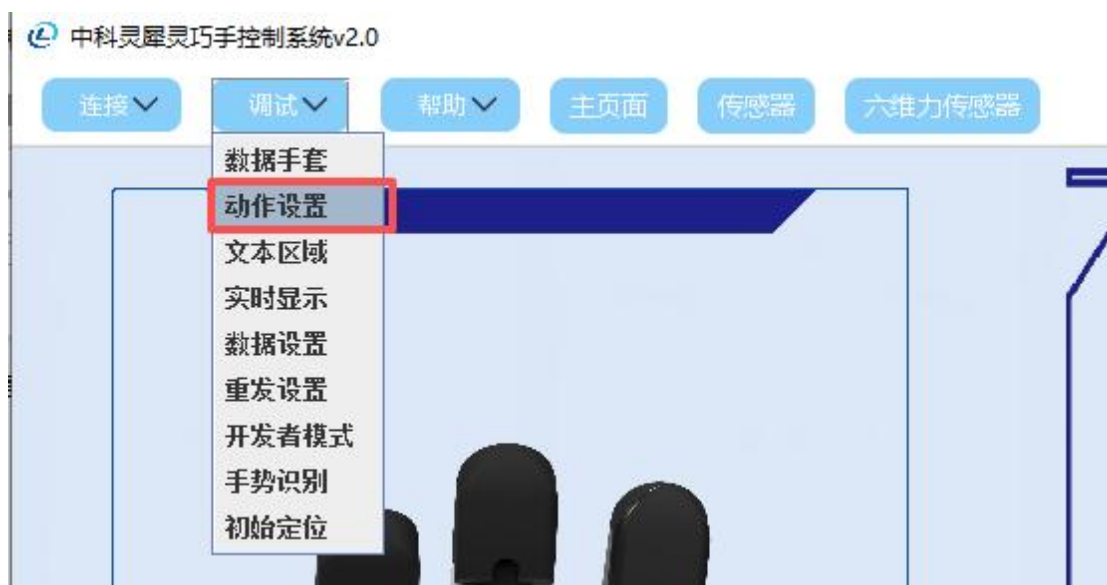 中科灵犀灵巧手控制系统v2.0
连接 调试 帮助 主页面 传感器 六维力传感器
数据手套
动作设置
文本区域
实时显示
数据设置
重发设置
开发者模式
手势识别
初始定位